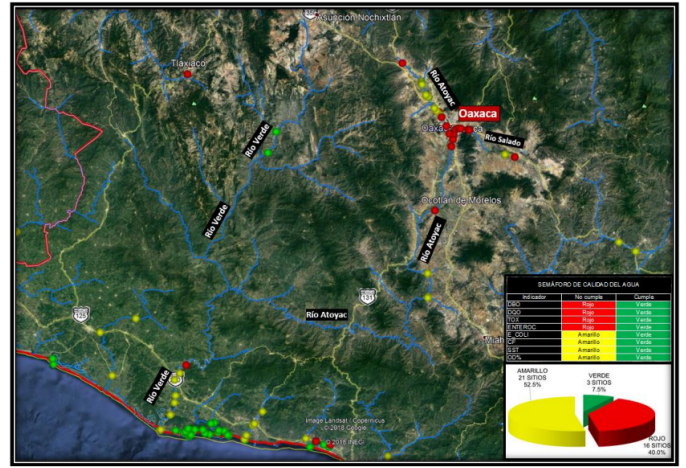 Asunción Nochixtlán
Tlaxiaco
Río Atoyac
Oaxaca
Río Verde
Río Salado
Río Verde
Ocotlán de Morelos
Río Atoyac
131
125
Río Atoyac
Río Verde
Image Landsat / Copernicus
© 2018 Google
© 2018 INEGI
SEMÁFORO DE CALIDAD DEL AGUA
Indicador No cumple Cumple
DBO Rojo Verde
DQO Rojo Verde
TOX Rojo Verde
ENTEROC Rojo Verde
E_COLI Amarillo Verde
CF Amarillo Verde
SST Amarillo Verde
OD% Amarillo Verde
AMARILLO
21 SITIOS
52.5%
VERDE
3 SITIOS
7.5%
ROJO
16 SITIOS
40.0%